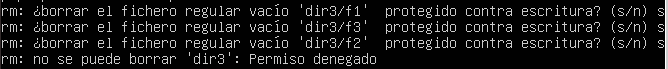 rm: ¿borrar el fichero regular vacío 'dir3/f1'  protegido contra escritura? (s/n) s
rm: ¿borrar el fichero regular vacío 'dir3/f3'  protegido contra escritura? (s/n) s
rm: ¿borrar el fichero regular vacío 'dir3/f2'  protegido contra escritura? (s/n) s
rm: no se puede borrar 'dir3': Permiso denegado